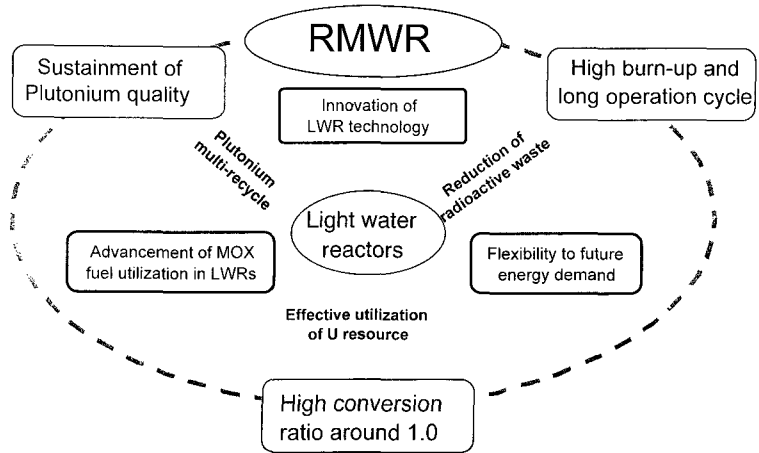 RMWR
Sustainment of
Plutonium quality
High burn-up and
long operation cycle
Innovation of
LWR technology
Plutonium
multi-recycle
Reduction of
radioactive waste
Light water
reactors
Advancement of MOX
fuel utilization in LWRs
Flexibility to future
energy demand
Effective utilization
of U resource
High conversion
ratio around 1.0